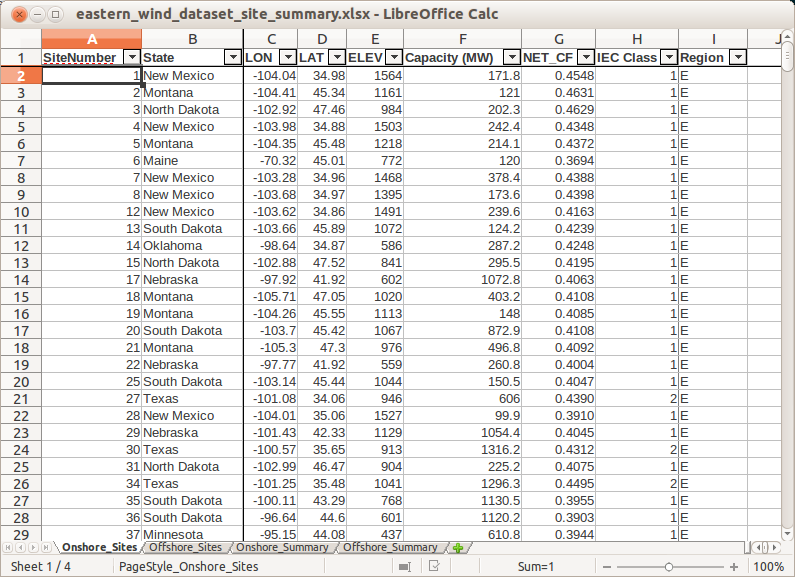 eastern_wind_dataset_site_summary.xlsx - LibreOffice Calc
A B C D E F G H I J
1 SiteNumber State LON LAT ELEV Capacity (MW) NET_CF IEC Class Region
2 1 New Mexico -104.04 34.98 1564 171.8 0.4548 1 E
3 2 Montana -104.41 45.34 1161 121 0.4631 1 E
4 3 North Dakota -102.92 47.46 984 202.3 0.4629 1 E
5 4 New Mexico -103.98 34.88 1503 242.4 0.4348 1 E
6 5 Montana -104.35 45.48 1218 214.1 0.4372 1 E
7 6 Maine -70.32 45.01 772 120 0.3694 1 E
8 7 New Mexico -103.28 34.96 1468 378.4 0.4388 1 E
9 8 New Mexico -103.68 34.97 1395 173.6 0.4398 1 E
10 12 New Mexico -103.62 34.86 1491 239.6 0.4163 1 E
11 13 South Dakota -103.66 45.89 1072 124.2 0.4239 1 E
12 14 Oklahoma -98.64 34.87 586 287.2 0.4248 1 E
13 15 North Dakota -102.88 47.52 841 295.5 0.4195 1 E
14 17 Nebraska -97.92 41.92 602 1072.8 0.4063 1 E
15 18 Montana -105.71 47.05 1020 403.2 0.4108 1 E
16 19 Montana -104.26 45.55 1113 148 0.4085 1 E
17 20 South Dakota -103.7 45.42 1067 872.9 0.4108 1 E
18 21 Montana -105.3 47.3 976 496.8 0.4092 1 E
19 22 Nebraska -97.77 41.92 559 260.8 0.4004 1 E
20 25 South Dakota -103.14 45.44 1044 150.5 0.4047 1 E
21 27 Texas -101.08 34.06 946 606 0.4390 2 E
22 28 New Mexico -104.01 35.06 1527 99.9 0.3910 1 E
23 29 Nebraska -101.43 42.33 1129 1054.4 0.4045 1 E
24 30 Texas -100.57 35.65 913 1316.2 0.4312 2 E
25 31 North Dakota -102.99 46.47 904 225.2 0.4075 1 E
26 34 Texas -101.25 35.48 1041 1296.3 0.4495 2 E
27 35 South Dakota -100.11 43.29 768 1130.5 0.3955 1 E
28 36 South Dakota -96.64 44.6 601 1120.2 0.3903 1 E
29 37 Minnesota -95.15 44.08 437 610.8 0.3944 1 E
Onshore_Sites Offshore_Sites Onshore_Summary Offshore_Summary
Sheet 1 / 4 PageStyle_Onshore_Sites Sum=1 100%